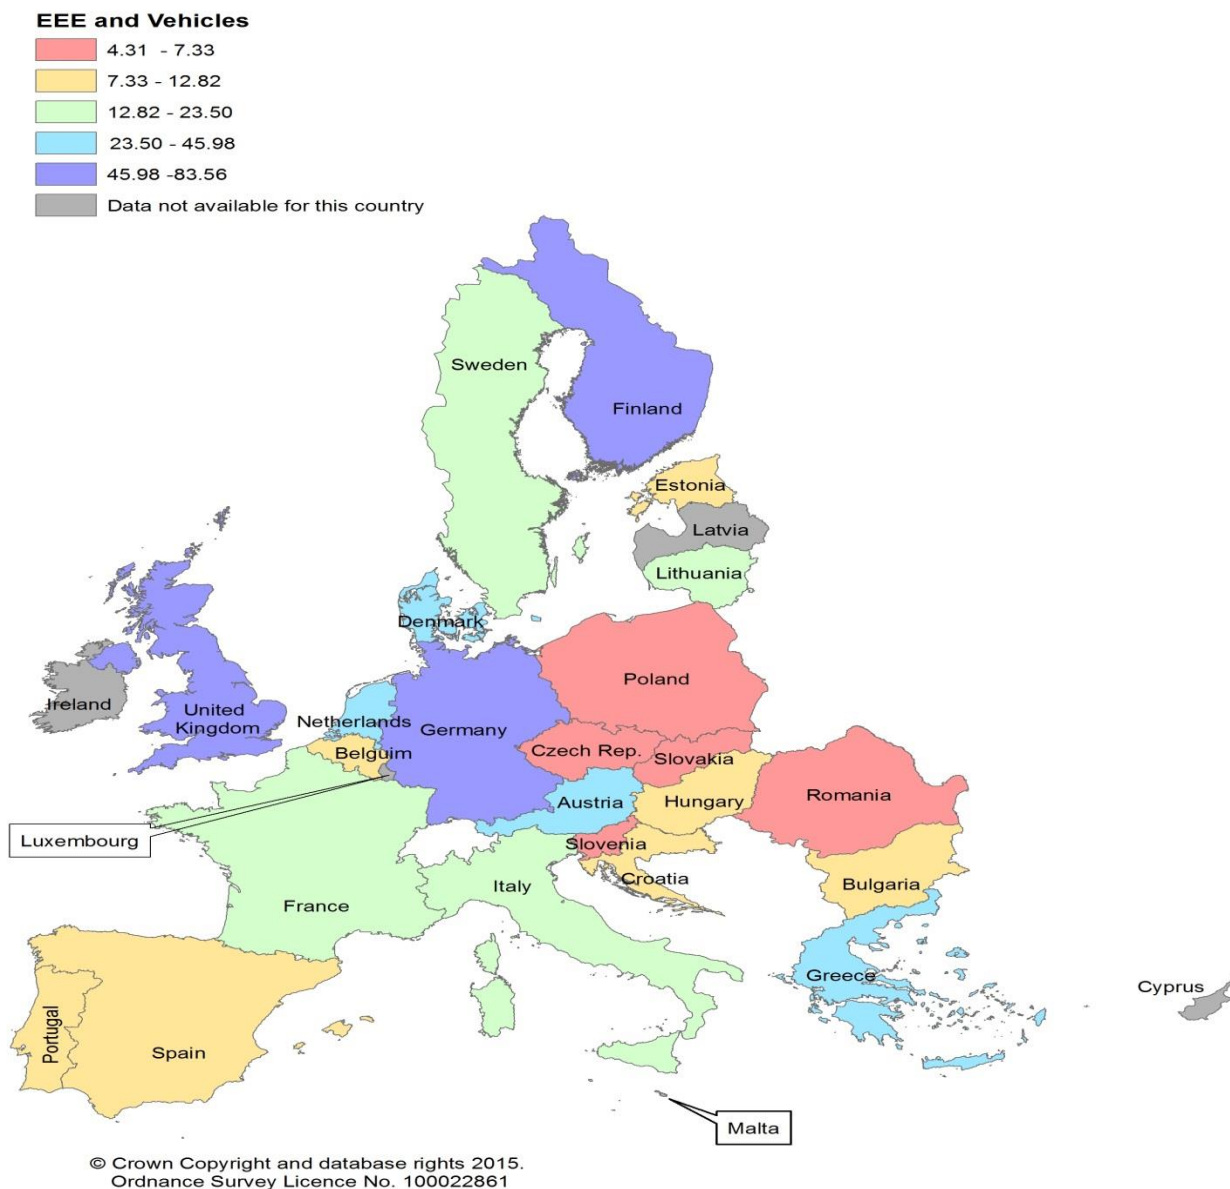 EEE and Vehicles
4.31 - 7.33
7.33 - 12.82
12.82 - 23.50
23.50 - 45.98
45.98 -83.56
Data not available for this country
Sweden
Finland
Estonia
Latvia
Lithuania
Denmark
Ireland
United
Kingdom
Netherlands
Belguim
Germany
Poland
Czech Rep.
Slovakia
Austria
Hungary
Romania
Luxembourg
Slovenia
Croatia
Bulgaria
France
Italy
Greece
Cyprus
Portugal
Spain
Malta
© Crown Copyright and database rights 2015.
Ordnance Survey Licence No. 100022861